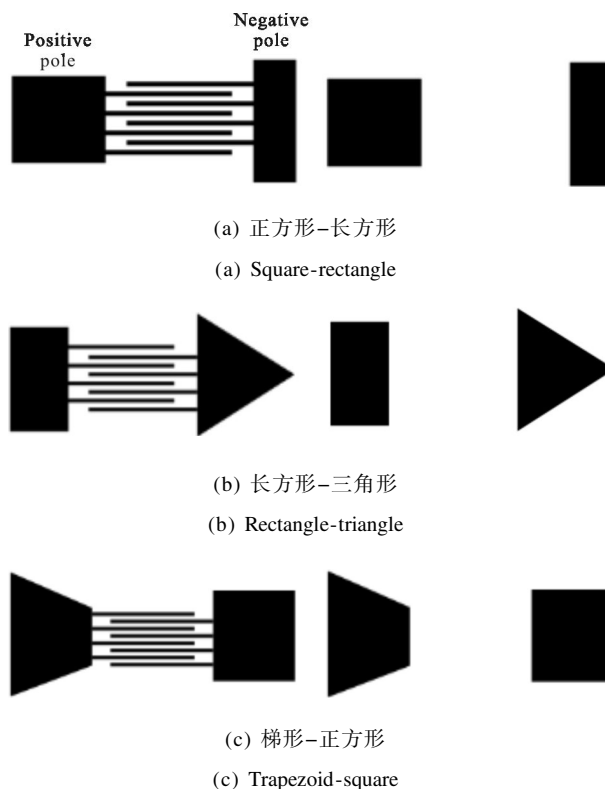 Positive
pole
Negative
pole
(a) 正方形–长方形
(a) Square-rectangle
(b) 长方形–三角形
(b) Rectangle-triangle
(c) 梯形–正方形
(c) Trapezoid-square